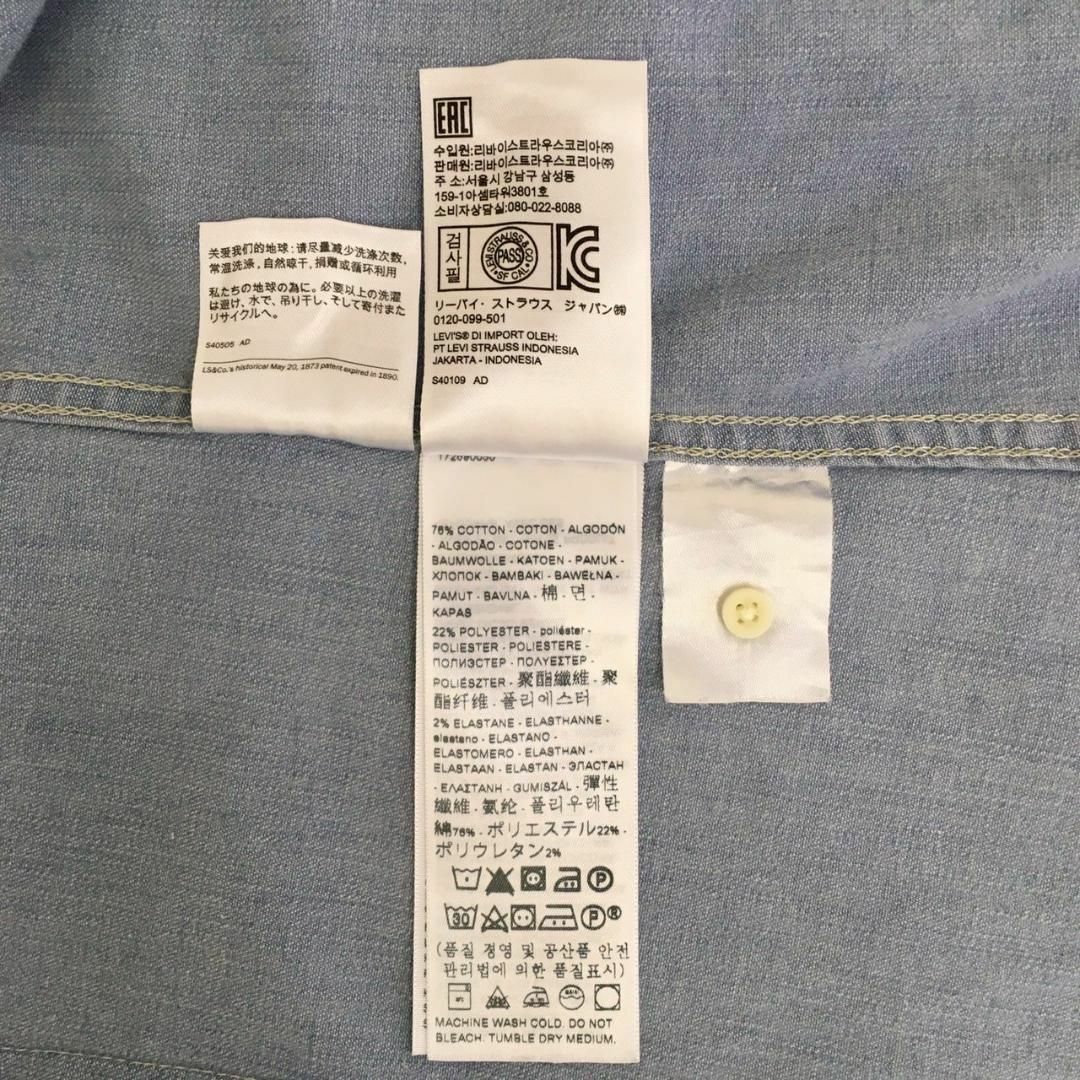 关爱我们的地球:请尽量减少洗涤次数,
常温洗涤,自然晾干,捐赠或循环利用
私たちの地球の為に。必要以上の洗濯
は避け、水で、吊り干し、そして寄付また
リサイクルへ。
S40505 AD
LS&Co.'s historical May 20, 1873 patent expired in 1890.
EAC
수입원:리바이스트라우스코리아㈜
판매원:리바이스트라우스코리아㈜
주 소:서울시 강남구 삼성동
159-1아셈타워3801호
소비자상담실:080-022-8088
검사필
LEVI STRAUSS & CO
PASS
SF CAL
KC
リーバイ・ストラウス ジャパン㈱
0120-099-501
LEVI'S® DI IMPORT OLEH:
PT LEVI STRAUSS INDONESIA
JAKARTA - INDONESIA
S40109 AD
76% COTTON - COTON - ALGODÓN
- ALGODÃO - COTONE -
BAUMWOLLE - KATOEN - PAMUK -
ХЛОПОК - BAMBAKI - BAWEŁNA -
PAMUT - BAVLNA - 棉 - 면 -
KAPAS
22% POLYESTER - poliéster -
POLIESTER - POLIESTERE -
ПОЛИЭСТЕР - ΠΟΛΥΕΣΤΕΡ -
POLIÉSZTER - 聚酯纖維 - 聚
酯纤维 - 폴리에스터
2% ELASTANE - ELASTHANNE -
elastano - ELASTANO -
ELASTOMERO - ELASTHAN -
ELASTAAN - ELASTAN - ЭЛАСТАН
- ΕΛΑΣΤΑΝΗ - GUMISZÁL - 彈性
纖維 - 氨纶 - 폴리우레탄
綿76% - ポリエステル22% -
ポリウレタン2%
P
30 P ®
(품질 경영 및 공산품 안전
관리법에 의한 품질표시)
MACHINE WASH COLD. DO NOT
BLEACH. TUMBLE DRY MEDIUM.